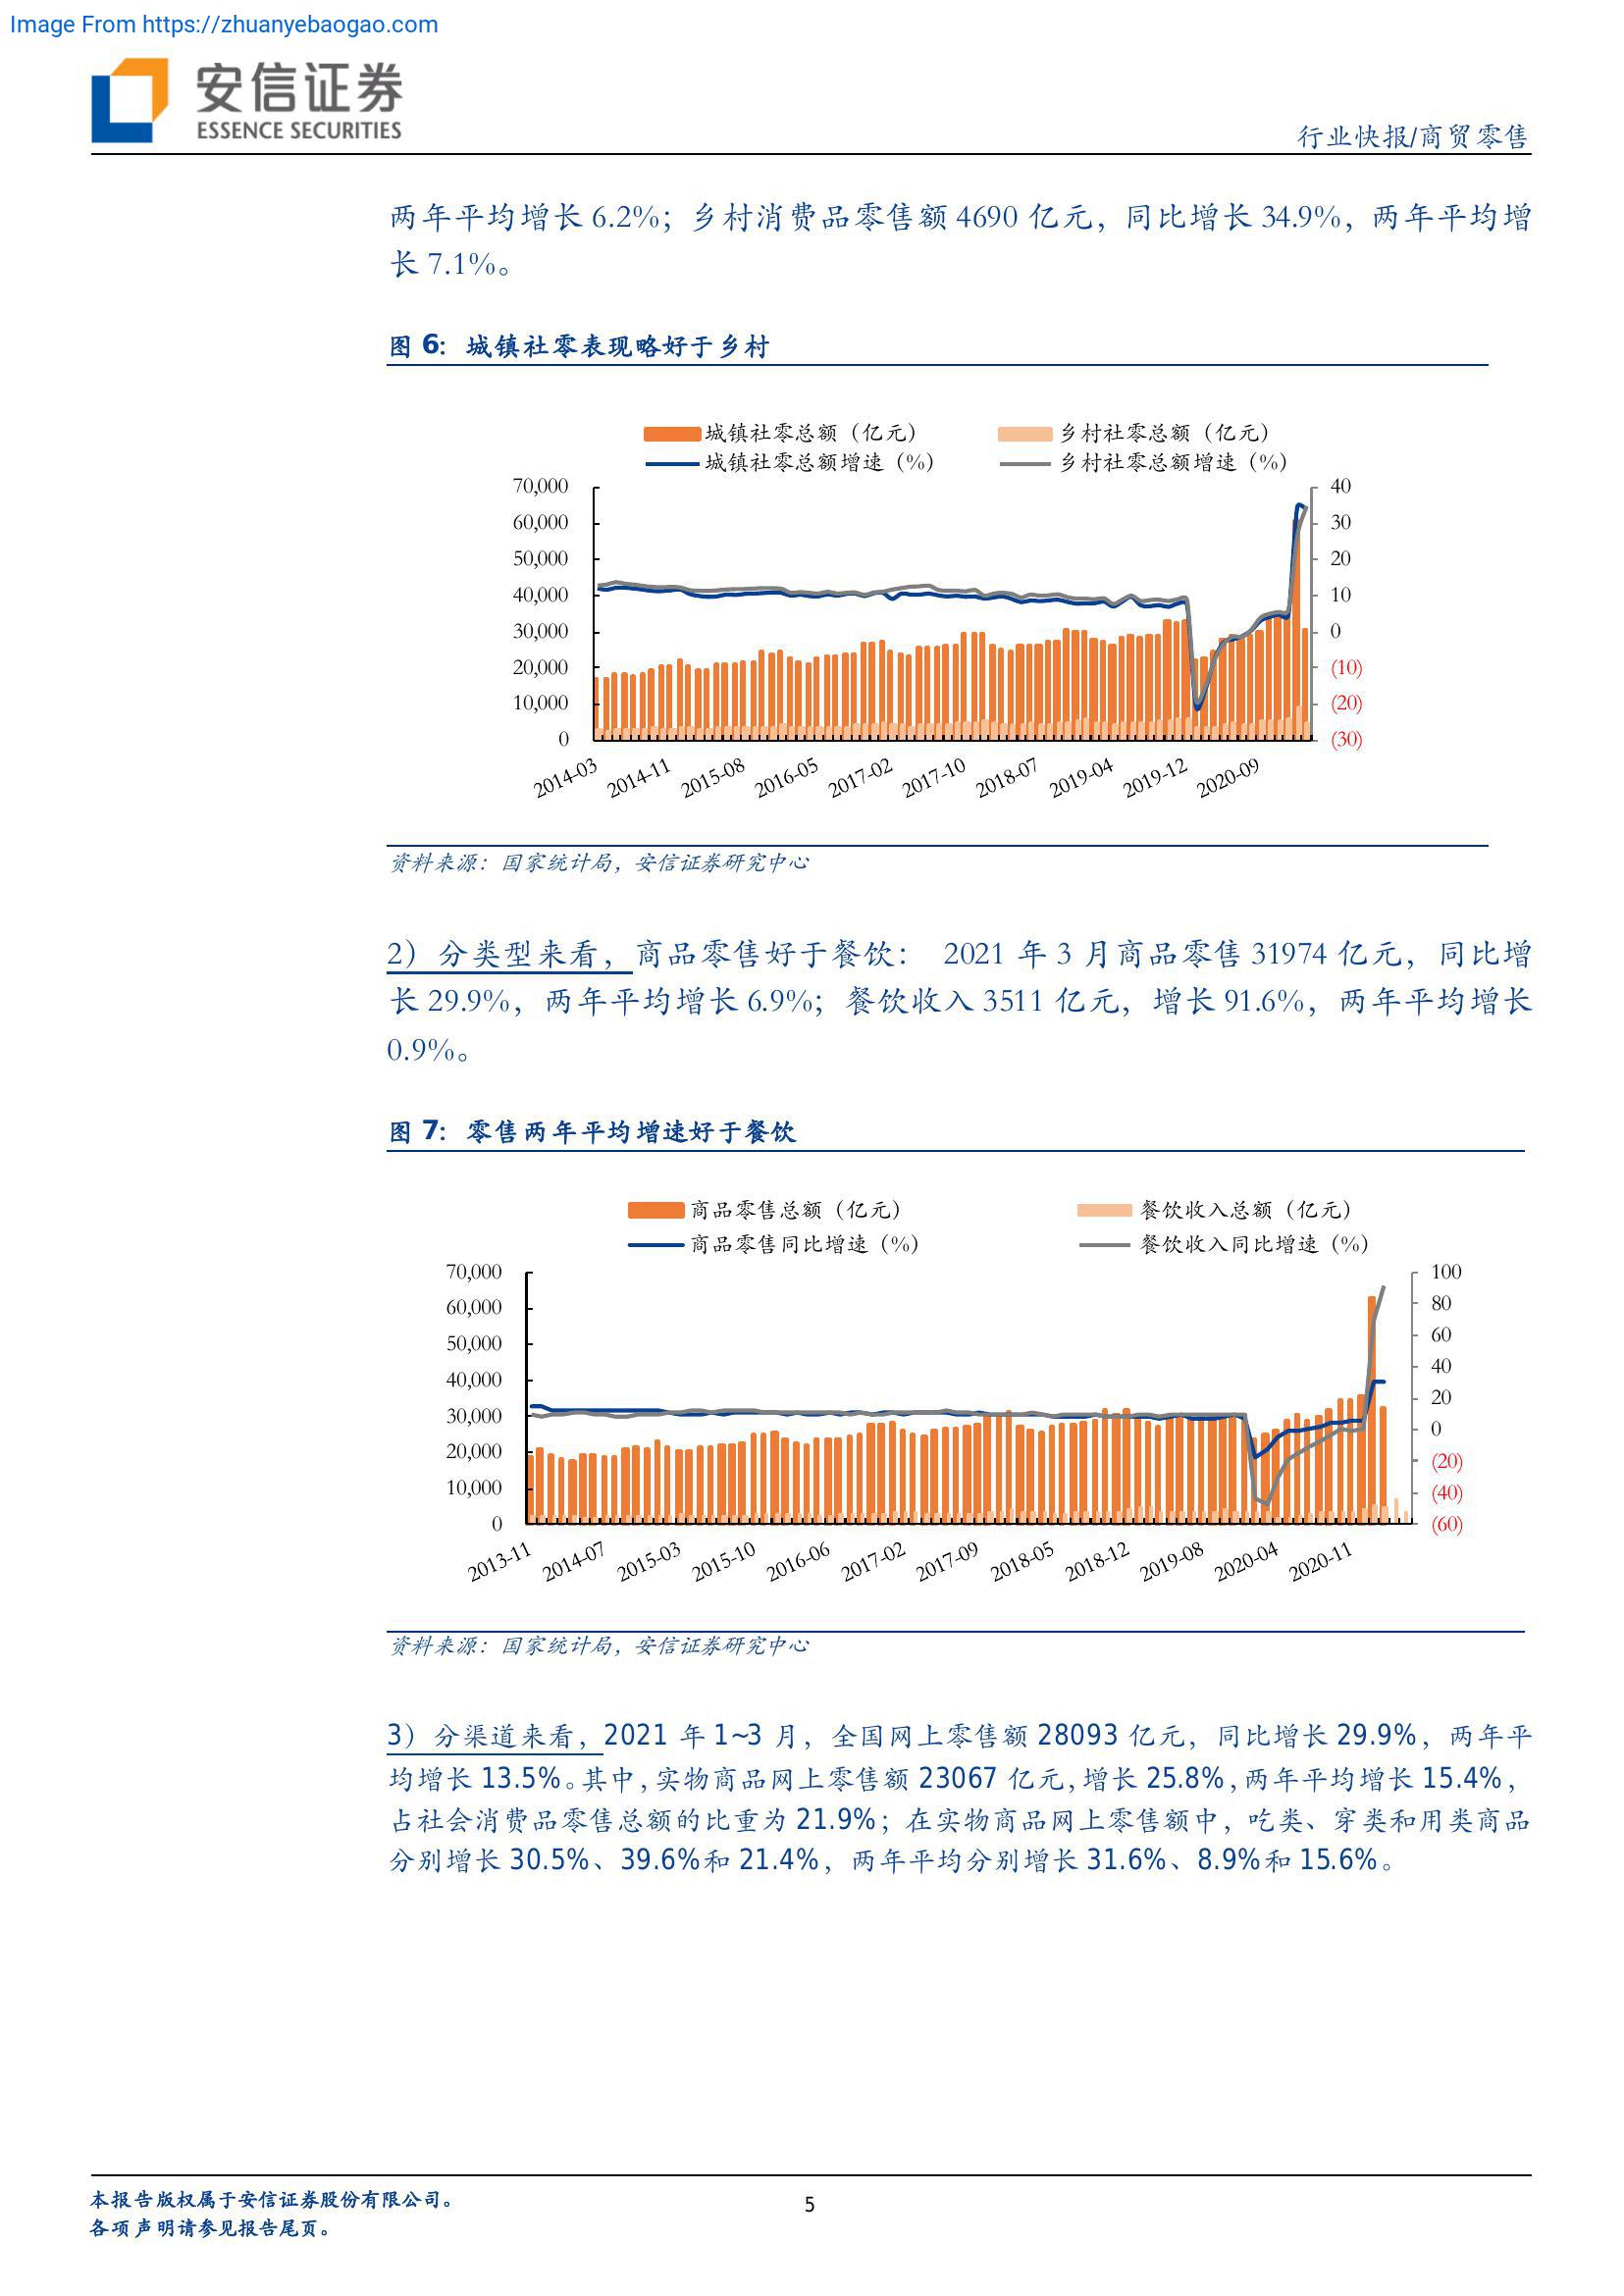 Image From https://zhuanyebaogao.com
安信证券
ESSENCE SECURITIES
行业快报/商贸零售
两年平均增长 6.2%；乡村消费品零售额 4690 亿元，同比增长 34.9%，两年平均增
长 7.1%。
图 6：城镇社零表现略好于乡村
城镇社零总额（亿元） 乡村社零总额（亿元）
城镇社零总额增速（%） 乡村社零总额增速（%）
70,000 40
60,000 30
50,000 20
40,000 10
30,000 0
20,000 (10)
10,000 (20)
0 (30)
2014-03 2014-11 2015-08 2016-05 2017-02 2017-10 2018-07 2019-04 2019-12 2020-09
资料来源：国家统计局，安信证券研究中心
2）分类型来看，商品零售好于餐饮： 2021 年 3 月商品零售 31974 亿元，同比增
长 29.9%，两年平均增长 6.9%；餐饮收入 3511 亿元，增长 91.6%，两年平均增长
0.9%。
图 7：零售两年平均增速好于餐饮
商品零售总额（亿元） 餐饮收入总额（亿元）
商品零售同比增速（%） 餐饮收入同比增速（%）
70,000 100
60,000 80
50,000 60
40,000 40
30,000 20
20,000 0
10,000 (20)
0 (40)
(60)
2013-11 2014-07 2015-03 2015-10 2016-06 2017-02 2017-09 2018-05 2018-12 2019-08 2020-04 2020-11
资料来源：国家统计局，安信证券研究中心
3）分渠道来看，2021 年 1~3 月，全国网上零售额 28093 亿元，同比增长 29.9%，两年平
均增长 13.5%。其中，实物商品网上零售额 23067 亿元，增长 25.8%，两年平均增长 15.4%，
占社会消费品零售总额的比重为 21.9%；在实物商品网上零售额中，吃类、穿类和用类商品
分别增长 30.5%、39.6%和 21.4%，两年平均分别增长 31.6%、8.9%和 15.6%。
本报告版权属于安信证券股份有限公司。
各项声明请参见报告尾页。
5